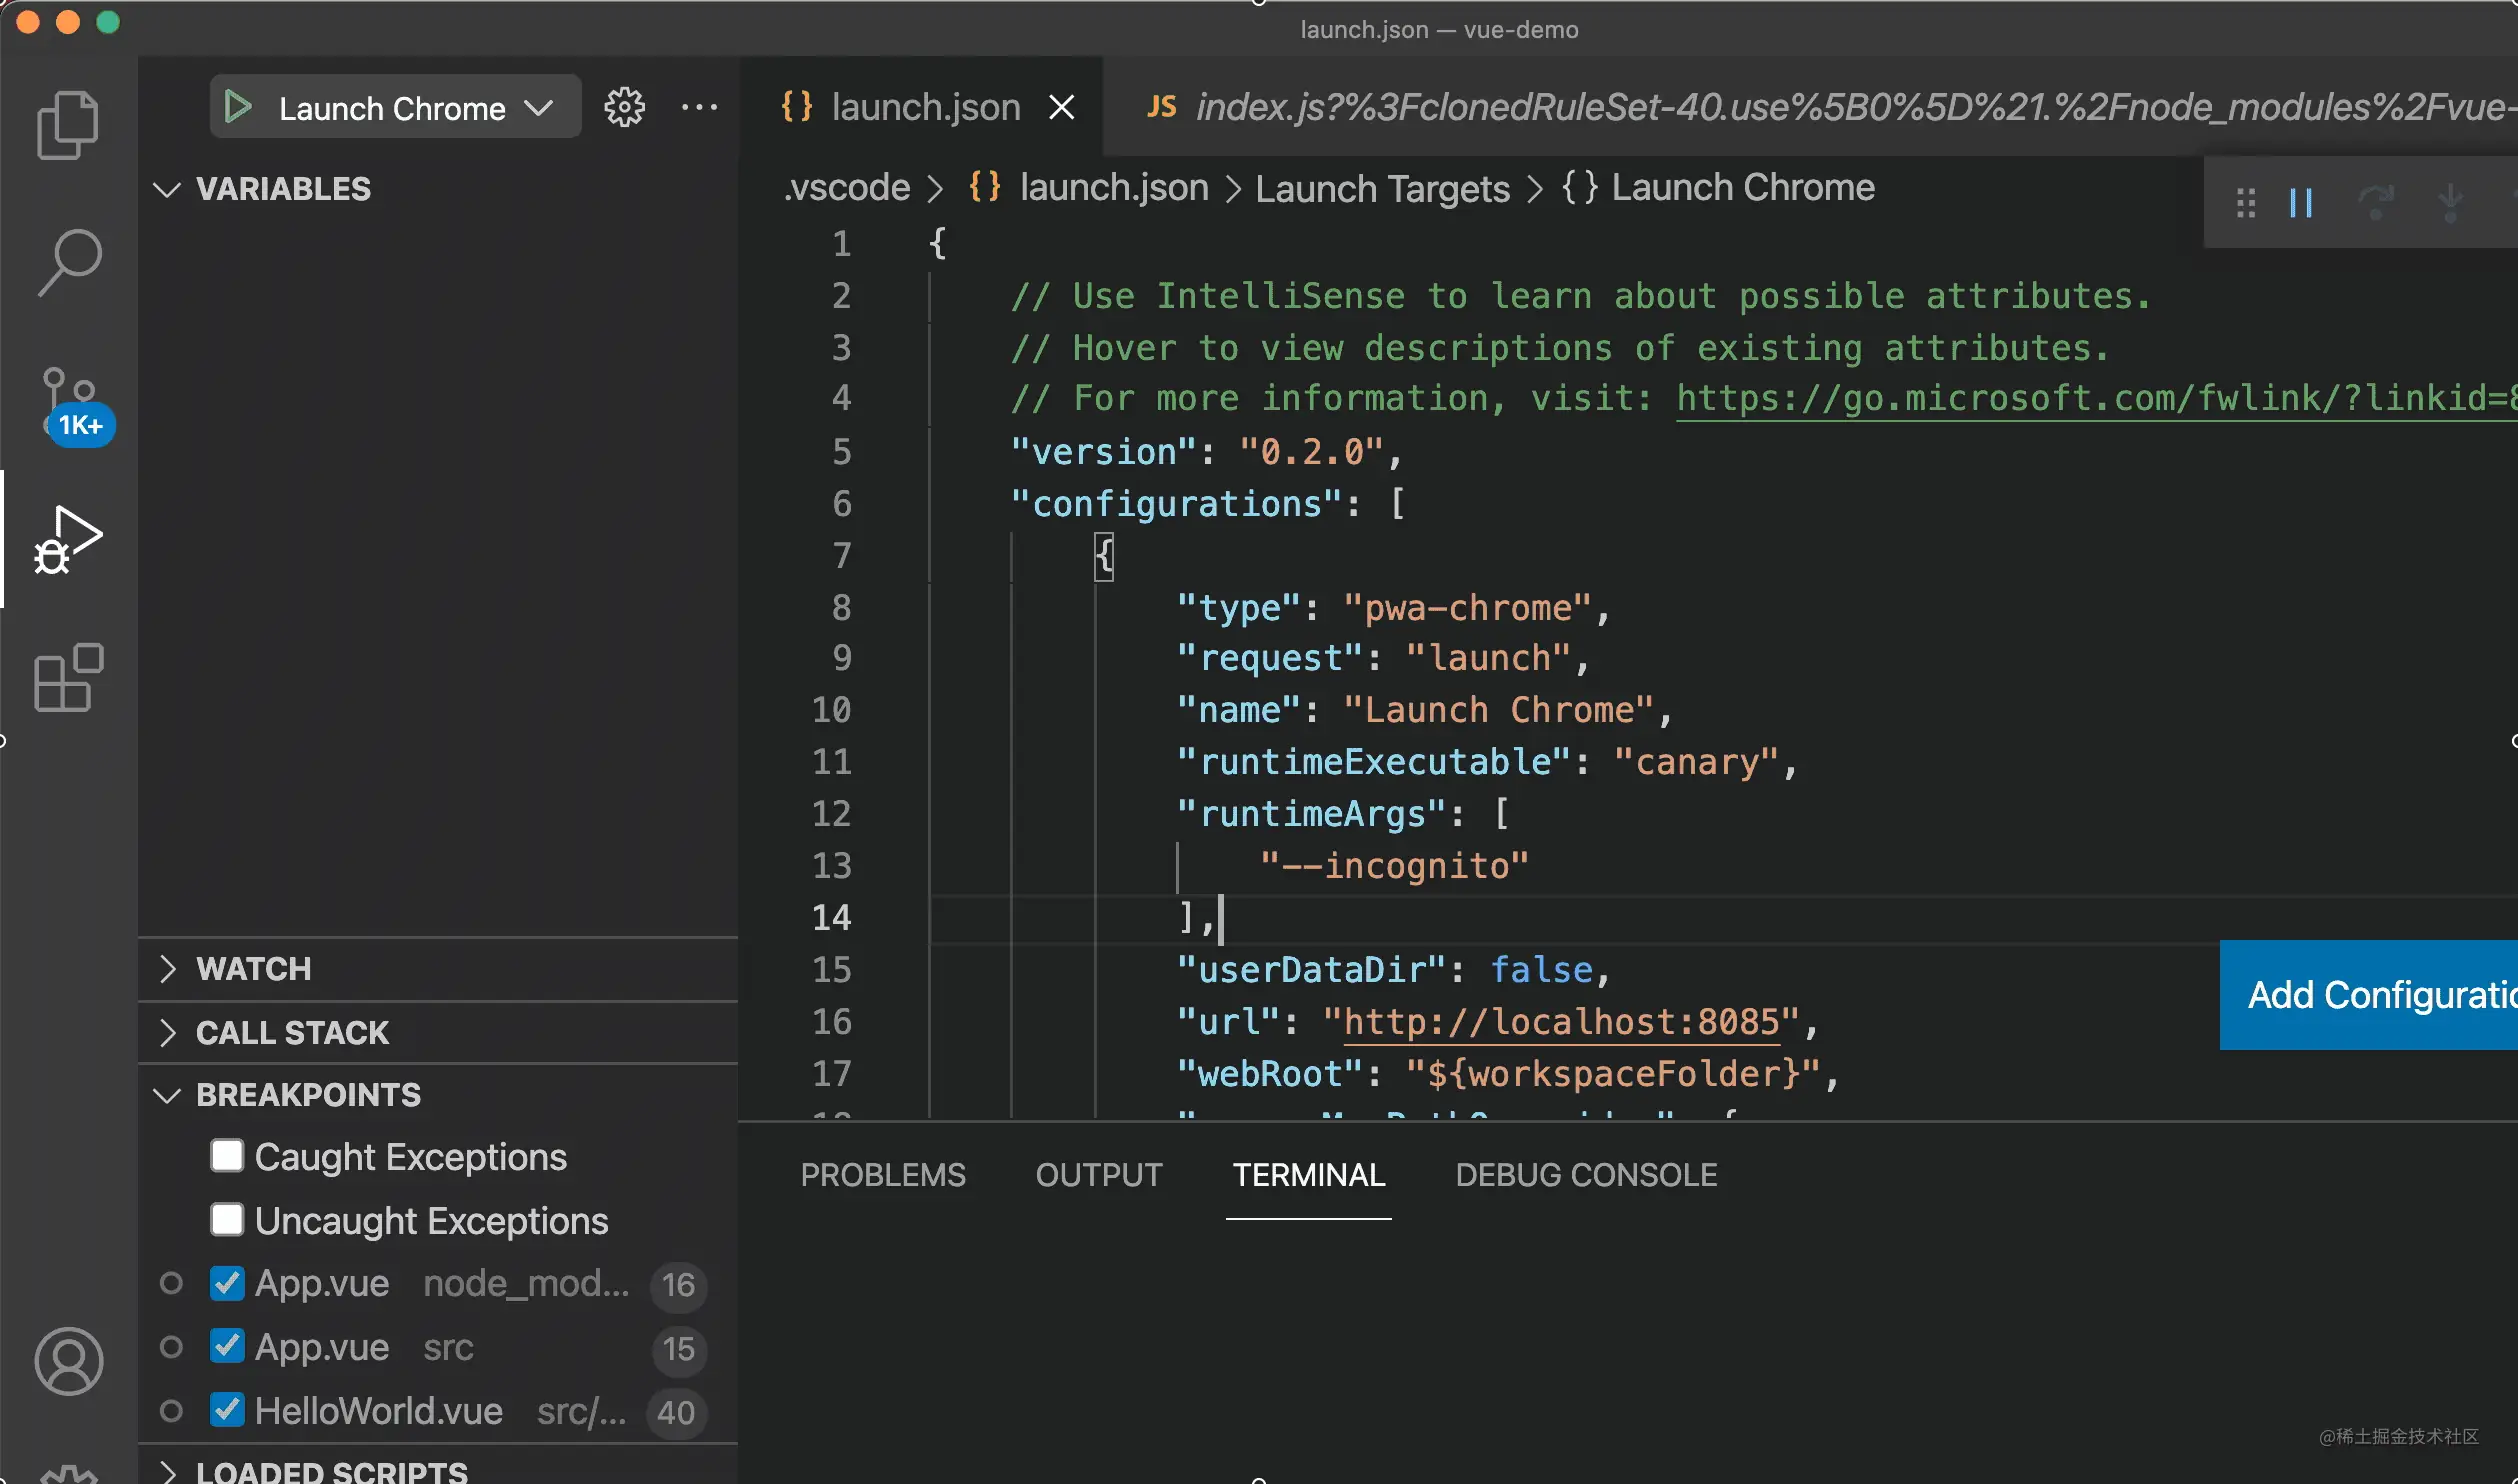 launch.json — vue-demo
Launch Chrome
launch.json
JS index.js?%3FclonedRuleSet-40.use%5B0%5D%21.%2Fnode_modules%2Fvue-
VARIABLES
.vscode > {} launch.json > Launch Targets > {} Launch Chrome
1 {
2 // Use IntelliSense to learn about possible attributes.
3 // Hover to view descriptions of existing attributes.
4 // For more information, visit: https://go.microsoft.com/fwlink/?linkid=8
5 "version": "0.2.0",
6 "configurations": [
7 {
8 "type": "pwa-chrome",
9 "request": "launch",
10 "name": "Launch Chrome",
11 "runtimeExecutable": "canary",
12 "runtimeArgs": [
13 "--incognito"
14 ],
15 "userDataDir": false,
16 "url": "http://localhost:8085",
17 "webRoot": "${workspaceFolder}",
1K+
WATCH
CALL STACK
BREAKPOINTS
Caught Exceptions
Uncaught Exceptions
App.vue node_mod... 16
App.vue src 15
HelloWorld.vue src/... 40
LOADED SCRIPTS
Add Configuratio
PROBLEMS OUTPUT TERMINAL DEBUG CONSOLE
@稀土掘金技术社区